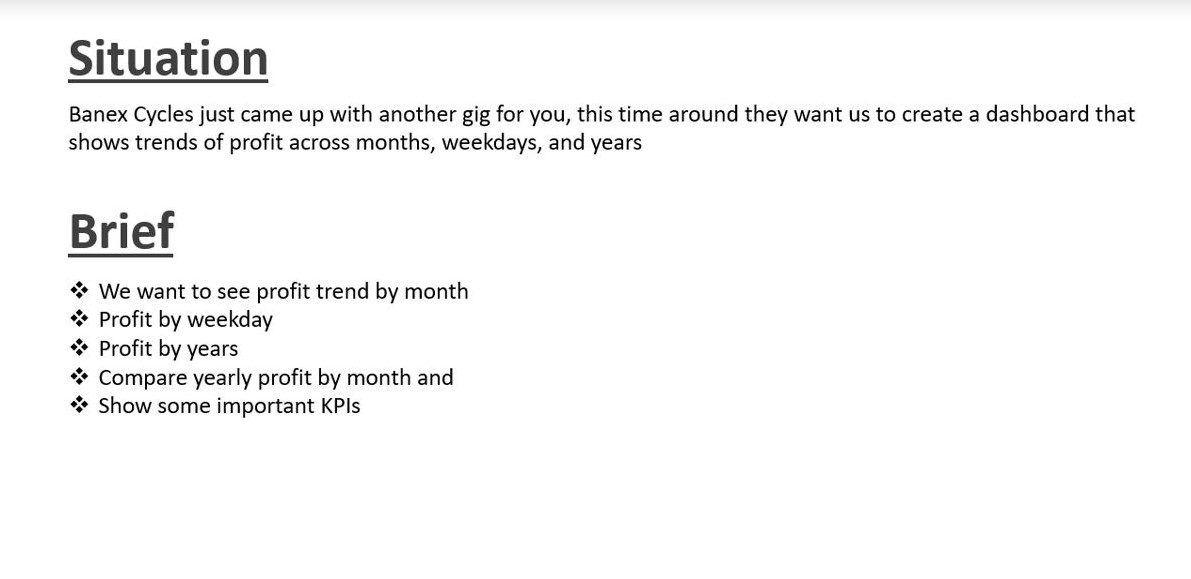 Situation
Banex Cycles just came up with another gig for you, this time around they want us to create a dashboard that
shows trends of profit across months, weekdays, and years
Brief
❖ We want to see profit trend by month
❖ Profit by weekday
❖ Profit by years
❖ Compare yearly profit by month and
❖ Show some important KPIs